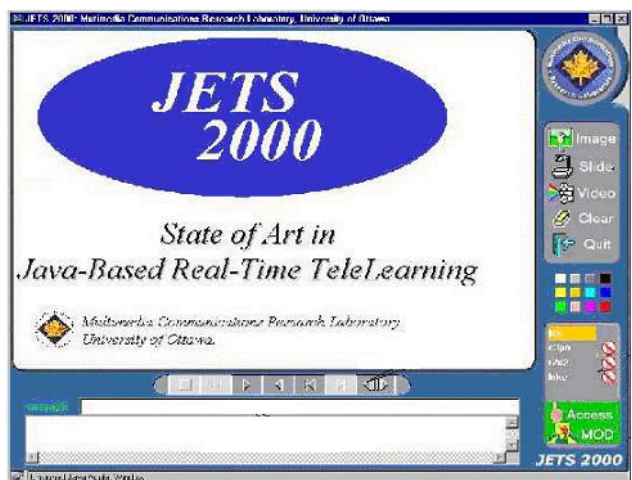 JETS 2000: Multimedia Communications Research Laboratory, University of Ottawa
JETS
2000
State of Art in
Java-Based Real-Time TeleLearning
Multimedia Communications Research Laboratory
University of Ottawa
Image
Slide
Video
Clear
Quit
Access
MOD
JETS 2000